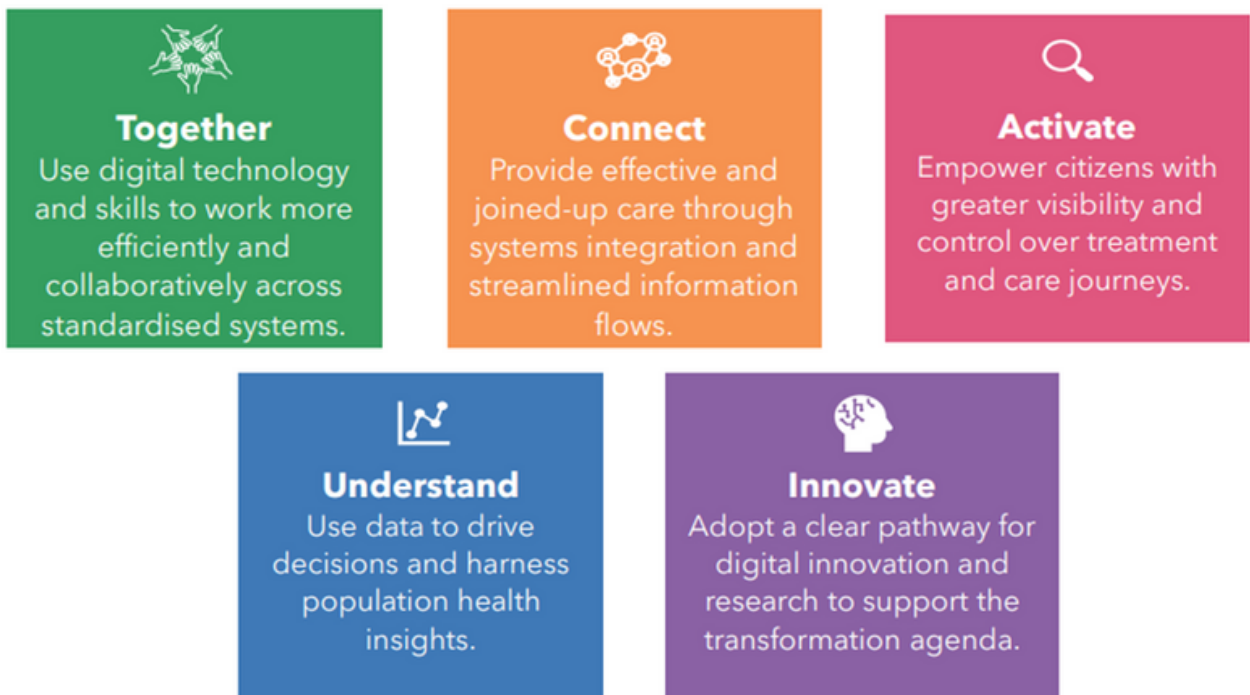 Together
Use digital technology
and skills to work more
efficiently and
collaboratively across
standardised systems.
Connect
Provide effective and
joined-up care through
systems integration and
streamlined information
flows.
Activate
Empower citizens with
greater visibility and
control over treatment
and care journeys.
Understand
Use data to drive
decisions and harness
population health
insights.
Innovate
Adopt a clear pathway for
digital innovation and
research to support the
transformation agenda.